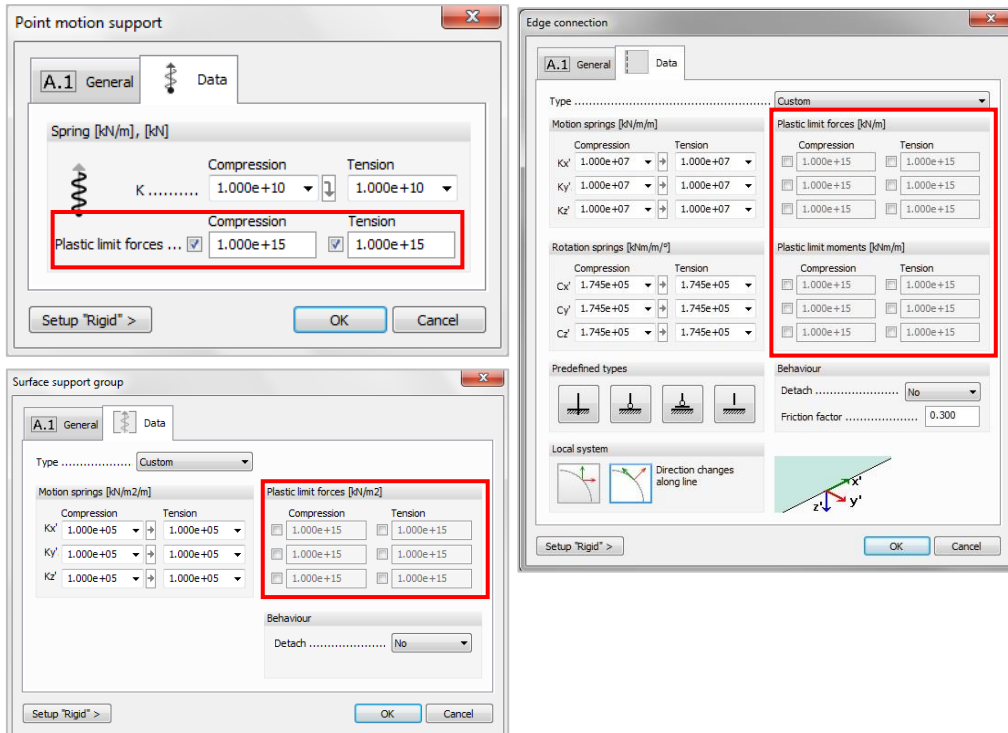 Point motion support
A.1 General Data
Spring [kN/m], [kN]
Compression Tension
K .......... 1.000e+10 1.000e+10
Compression Tension
Plastic limit forces ... 1.000e+15 1.000e+15
Setup "Rigid" > OK Cancel
Surface support group
A.1 General Data
Type ................... Custom
Motion springs [kN/m2/m] Plastic limit forces [kN/m2]
Compression Tension Compression Tension
Kx' 1.000e+05 1.000e+05 1.000e+15 1.000e+15
Ky' 1.000e+05 1.000e+05 1.000e+15 1.000e+15
Kz' 1.000e+05 1.000e+05 1.000e+15 1.000e+15
Behaviour
Detach ...................... No
Setup "Rigid" > OK Cancel
Edge connection
A.1 General Data
Type ........................................................ Custom
Motion springs [kN/m/m] Plastic limit forces [kN/m]
Compression Tension Compression Tension
Kx' 1.000e+07 1.000e+07 1.000e+15 1.000e+15
Ky' 1.000e+07 1.000e+07 1.000e+15 1.000e+15
Kz' 1.000e+07 1.000e+07 1.000e+15 1.000e+15
Rotation springs [kNm/m/°] Plastic limit moments [kNm/m]
Compression Tension Compression Tension
Cx' 1.745e+05 1.745e+05 1.000e+15 1.000e+15
Cy' 1.745e+05 1.745e+05 1.000e+15 1.000e+15
Cz' 1.745e+05 1.745e+05 1.000e+15 1.000e+15
Predefined types Behaviour
Detach ........................ No
Friction factor .................... 0.300
Local system
Direction changes
along line
x'
z' y'
Setup "Rigid" > OK Cancel